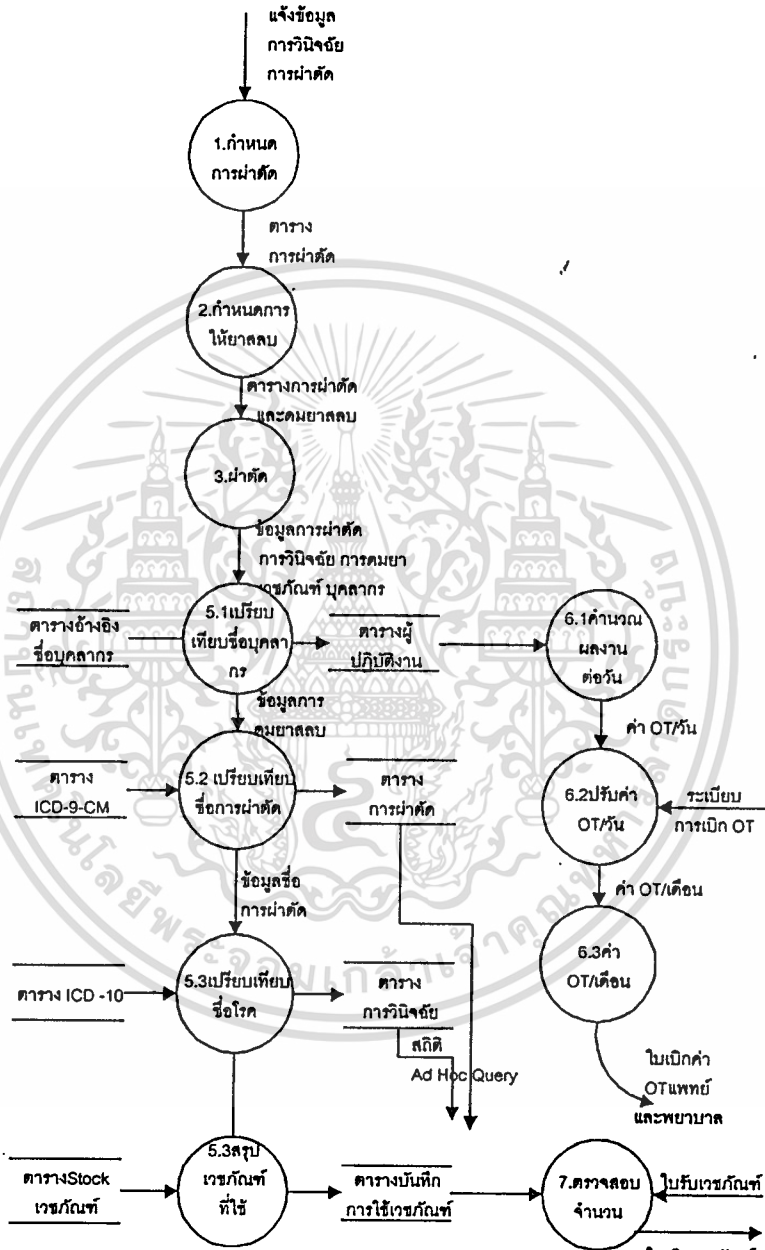 แจ้งข้อมูล
การวินิจฉัย
การผ่าตัด
1.กำหนด
การผ่าตัด
ตาราง
การผ่าตัด
2.กำหนดการ
ให้ยาสลบ
ตารางการผ่าตัด
และดมยาสลบ
3.ผ่าตัด
ข้อมูลการผ่าตัด
การวินิจฉัย การดมยา
เวชภัณฑ์ บุคลากร
ตารางอ้างอิง
ชื่อบุคลากร
5.1เปรียบ
เทียบชื่อบุคลา
กร
ตารางผู้
ปฏิบัติงาน
6.1คำนวณ
ผลงาน
ต่อวัน
ข้อมูลการ
ดมยาสลบ
ค่า OT/วัน
ตาราง
ICD-9-CM
5.2 เปรียบเทียบ
ชื่อการผ่าตัด
ตาราง
การผ่าตัด
6.2ปรับค่า
OT/วัน
ระเบียบ
การเบิก OT
ข้อมูลชื่อ
การผ่าตัด
ค่า OT/เดือน
ตาราง ICD -10
5.3เปรียบเทียบ
ชื่อโรค
ตาราง
การวินิจฉัย
6.3ค่า
OT/เดือน
สถิติ
Ad Hoc Query
ใบเบิกค่า
OTแพทย์
และพยาบาล
ตารางStock
เวชภัณฑ์
5.3สรุป
เวชภัณฑ์
ที่ใช้
ตารางบันทึก
การใช้เวชภัณฑ์
7.ตรวจสอบ
จำนวน
ใบรับเวชภัณฑ์